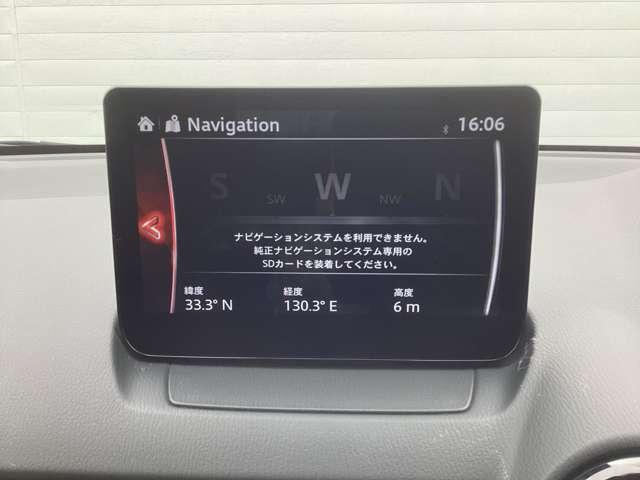 Navigation
16:06
S SW W NW N
ナビゲーションシステムを利用できません。
純正ナビゲーションシステム専用の
SDカードを装着してください。
緯度 経度 高度
33.3° N 130.3° E 6 m